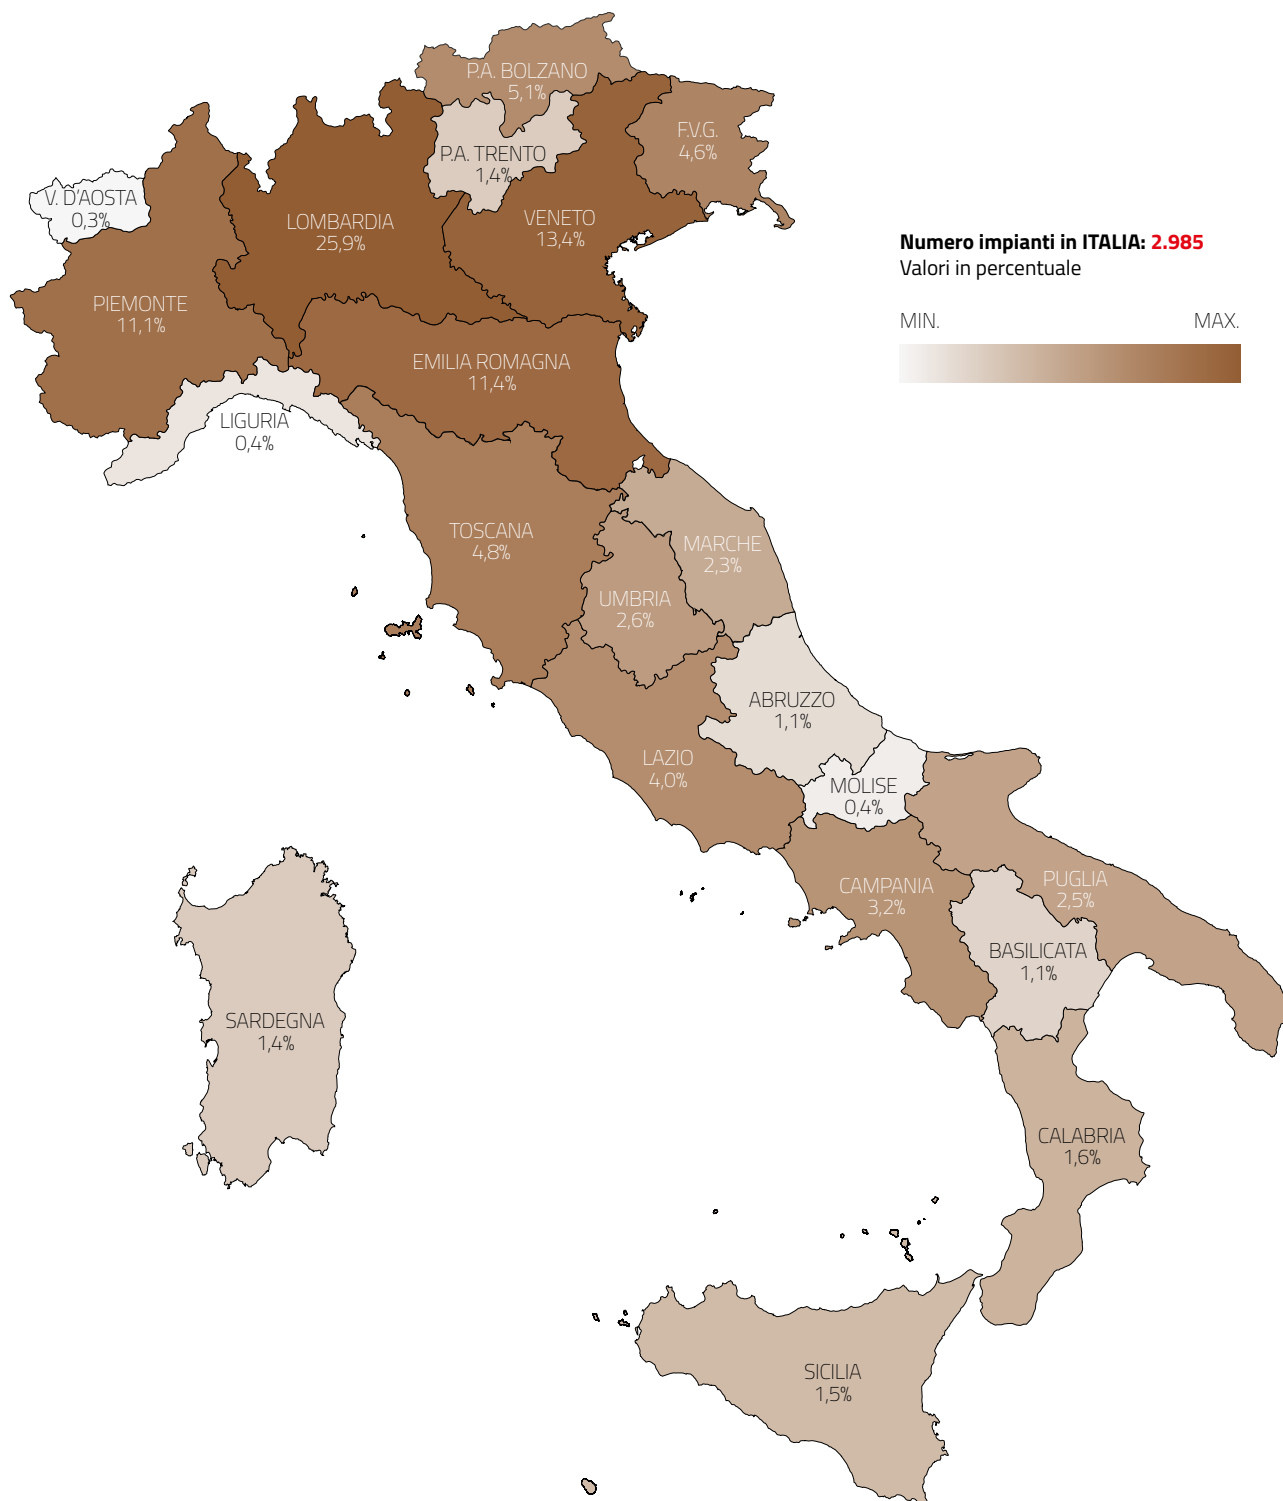 P.A. BOLZANO
5,1%
F.V.G.
4,6%
P.A. TRENTO
1,4%
V. D'AOSTA
0,3%
LOMBARDIA
25,9%
VENETO
13,4%
Numero impianti in ITALIA: 2.985
Valori in percentuale
MIN.
MAX.
PIEMONTE
11,1%
EMILIA ROMAGNA
11,4%
LIGURIA
0,4%
TOSCANA
4,8%
MARCHE
2,3%
UMBRIA
2,6%
ABRUZZO
1,1%
LAZIO
4,0%
MOLISE
0,4%
CAMPANIA
3,2%
PUGLIA
2,5%
BASILICATA
1,1%
SARDEGNA
1,4%
CALABRIA
1,6%
SICILIA
1,5%